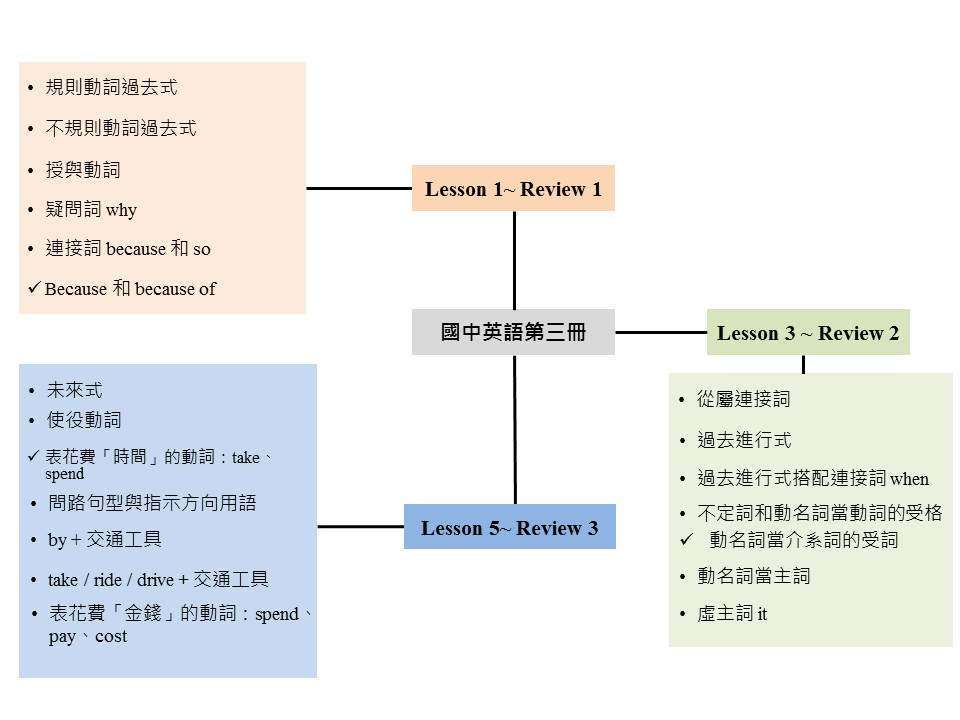 • 規則動詞過去式
• 不規則動詞過去式
• 授與動詞
• 疑問詞 why
• 連接詞 because 和 so
✓ Because 和 because of
Lesson 1~ Review 1
國中英語第三冊
Lesson 3 ~ Review 2
• 從屬連接詞
• 過去進行式
• 過去進行式搭配連接詞 when
• 不定詞和動名詞當動詞的受格
✓ 動名詞當介系詞的受詞
• 動名詞當主詞
• 虛主詞 it
• 未來式
• 使役動詞
✓ 表花費「時間」的動詞：take、
spend
• 問路句型與指示方向用語
• by + 交通工具
• take / ride / drive + 交通工具
• 表花費「金錢」的動詞：spend、
pay、cost
Lesson 5~ Review 3